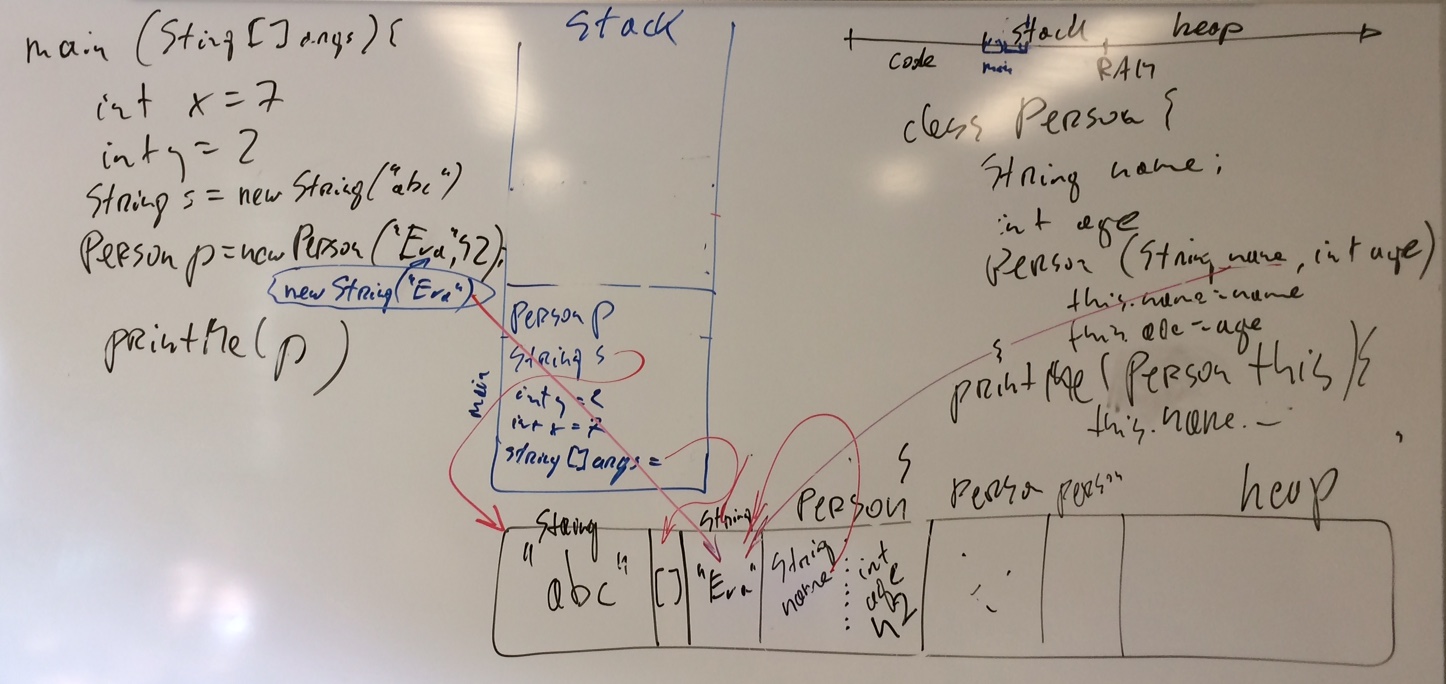 main (String[] args){
int x = 7
int y = 2
String s = new String("abc")
Person p = new Person("Eva", 42);
new String("Eva")
printMe(p)
Stack
Person p
String s
int y = 2
int x = 7
String [] args =
main
stack heap
code main RAM
class Person {
String name;
int age
Person (String name, int age)
this.name = name
this.age = age
}
printMe(Person this){
this.name. —
}
heap
String String Person Person person
"abc" [] "Eva" String name int age 42